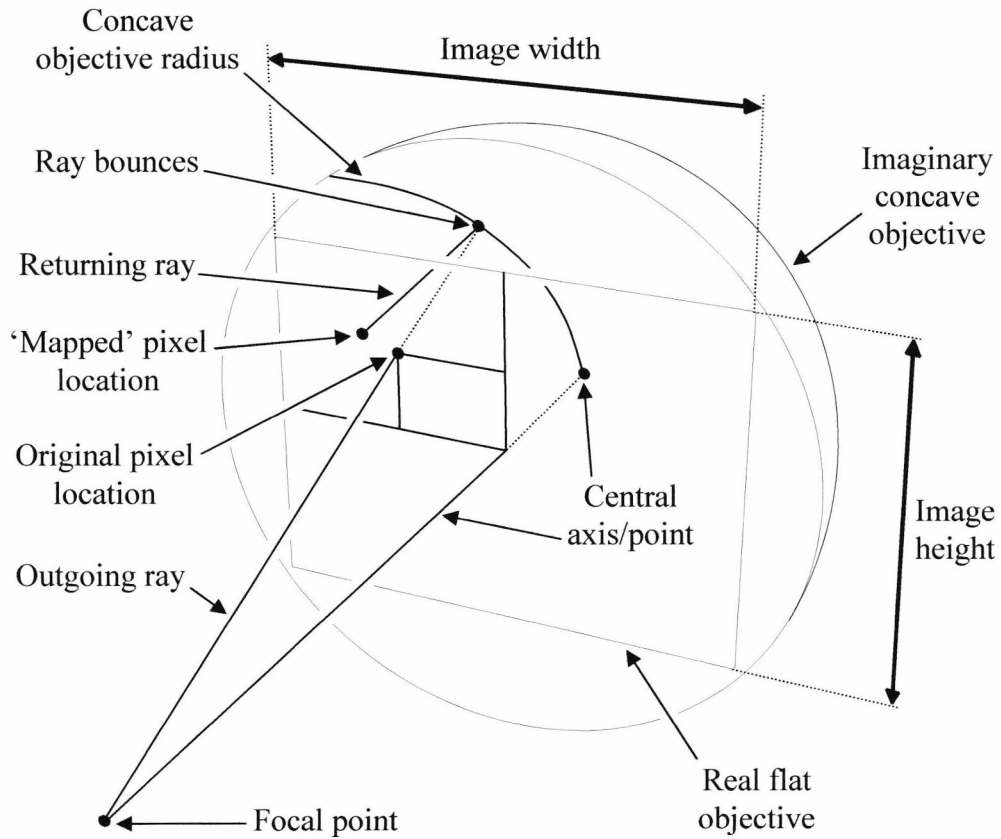 Concave
objective radius
Image width
Ray bounces
Imaginary
concave
objective
Returning ray
‘Mapped’ pixel
location
Original pixel
location
Central
axis/point
Image
height
Outgoing ray
Real flat
objective
Focal point